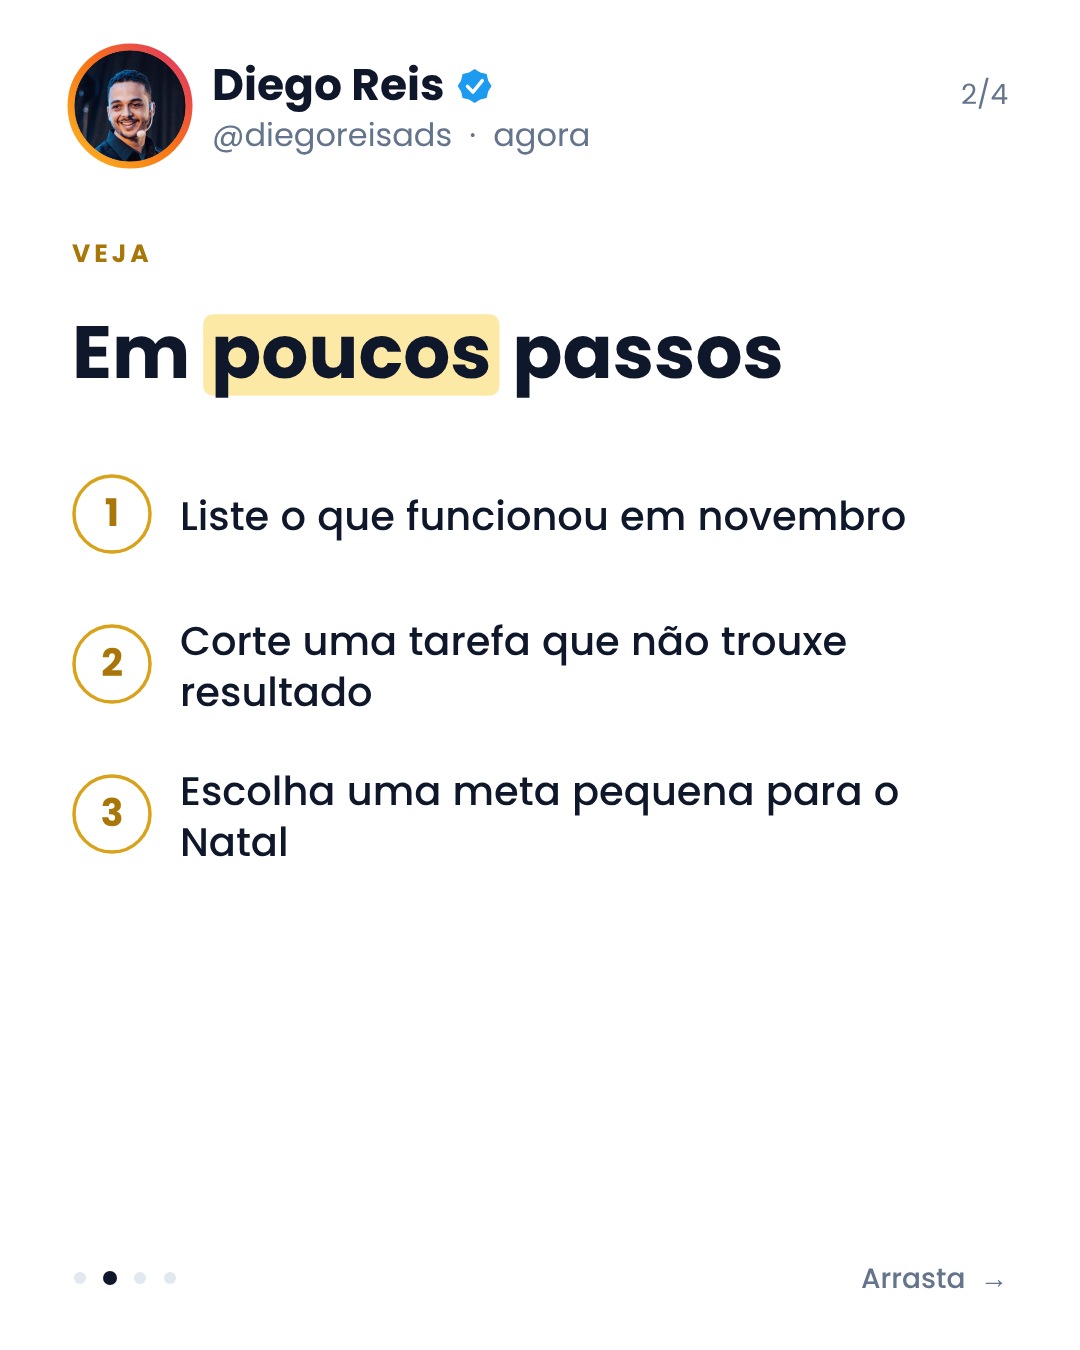 Diego Reis
@diegoreisads · agora
2/4
VEJA
Em poucos passos
1 Liste o que funcionou em novembro
2 Corte uma tarefa que não trouxe
resultado
3 Escolha uma meta pequena para o
Natal
Arrasta →